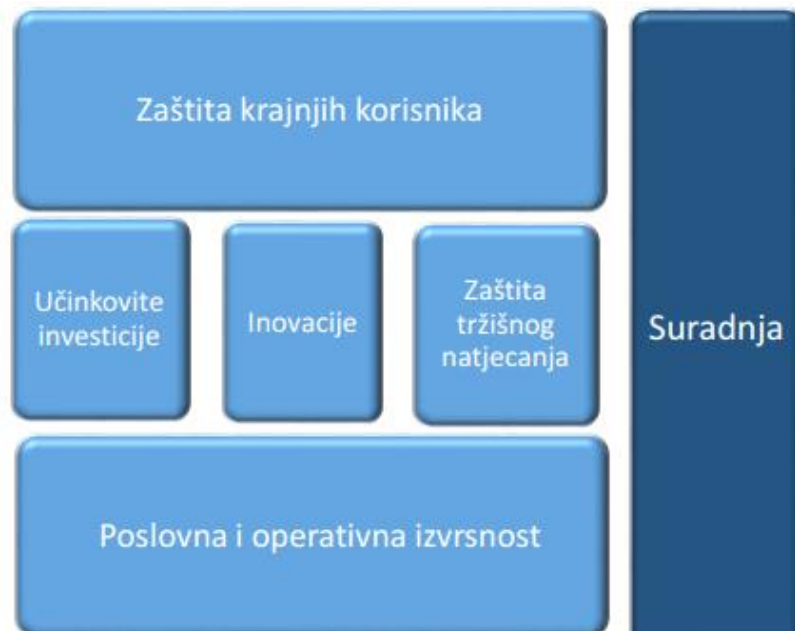 Zaštita krajnjih korisnika
Učinkovite
investicije
Inovacije
Zaštita
tržišnog
natjecanja
Suradnja
Poslovna i operativna izvrsnost